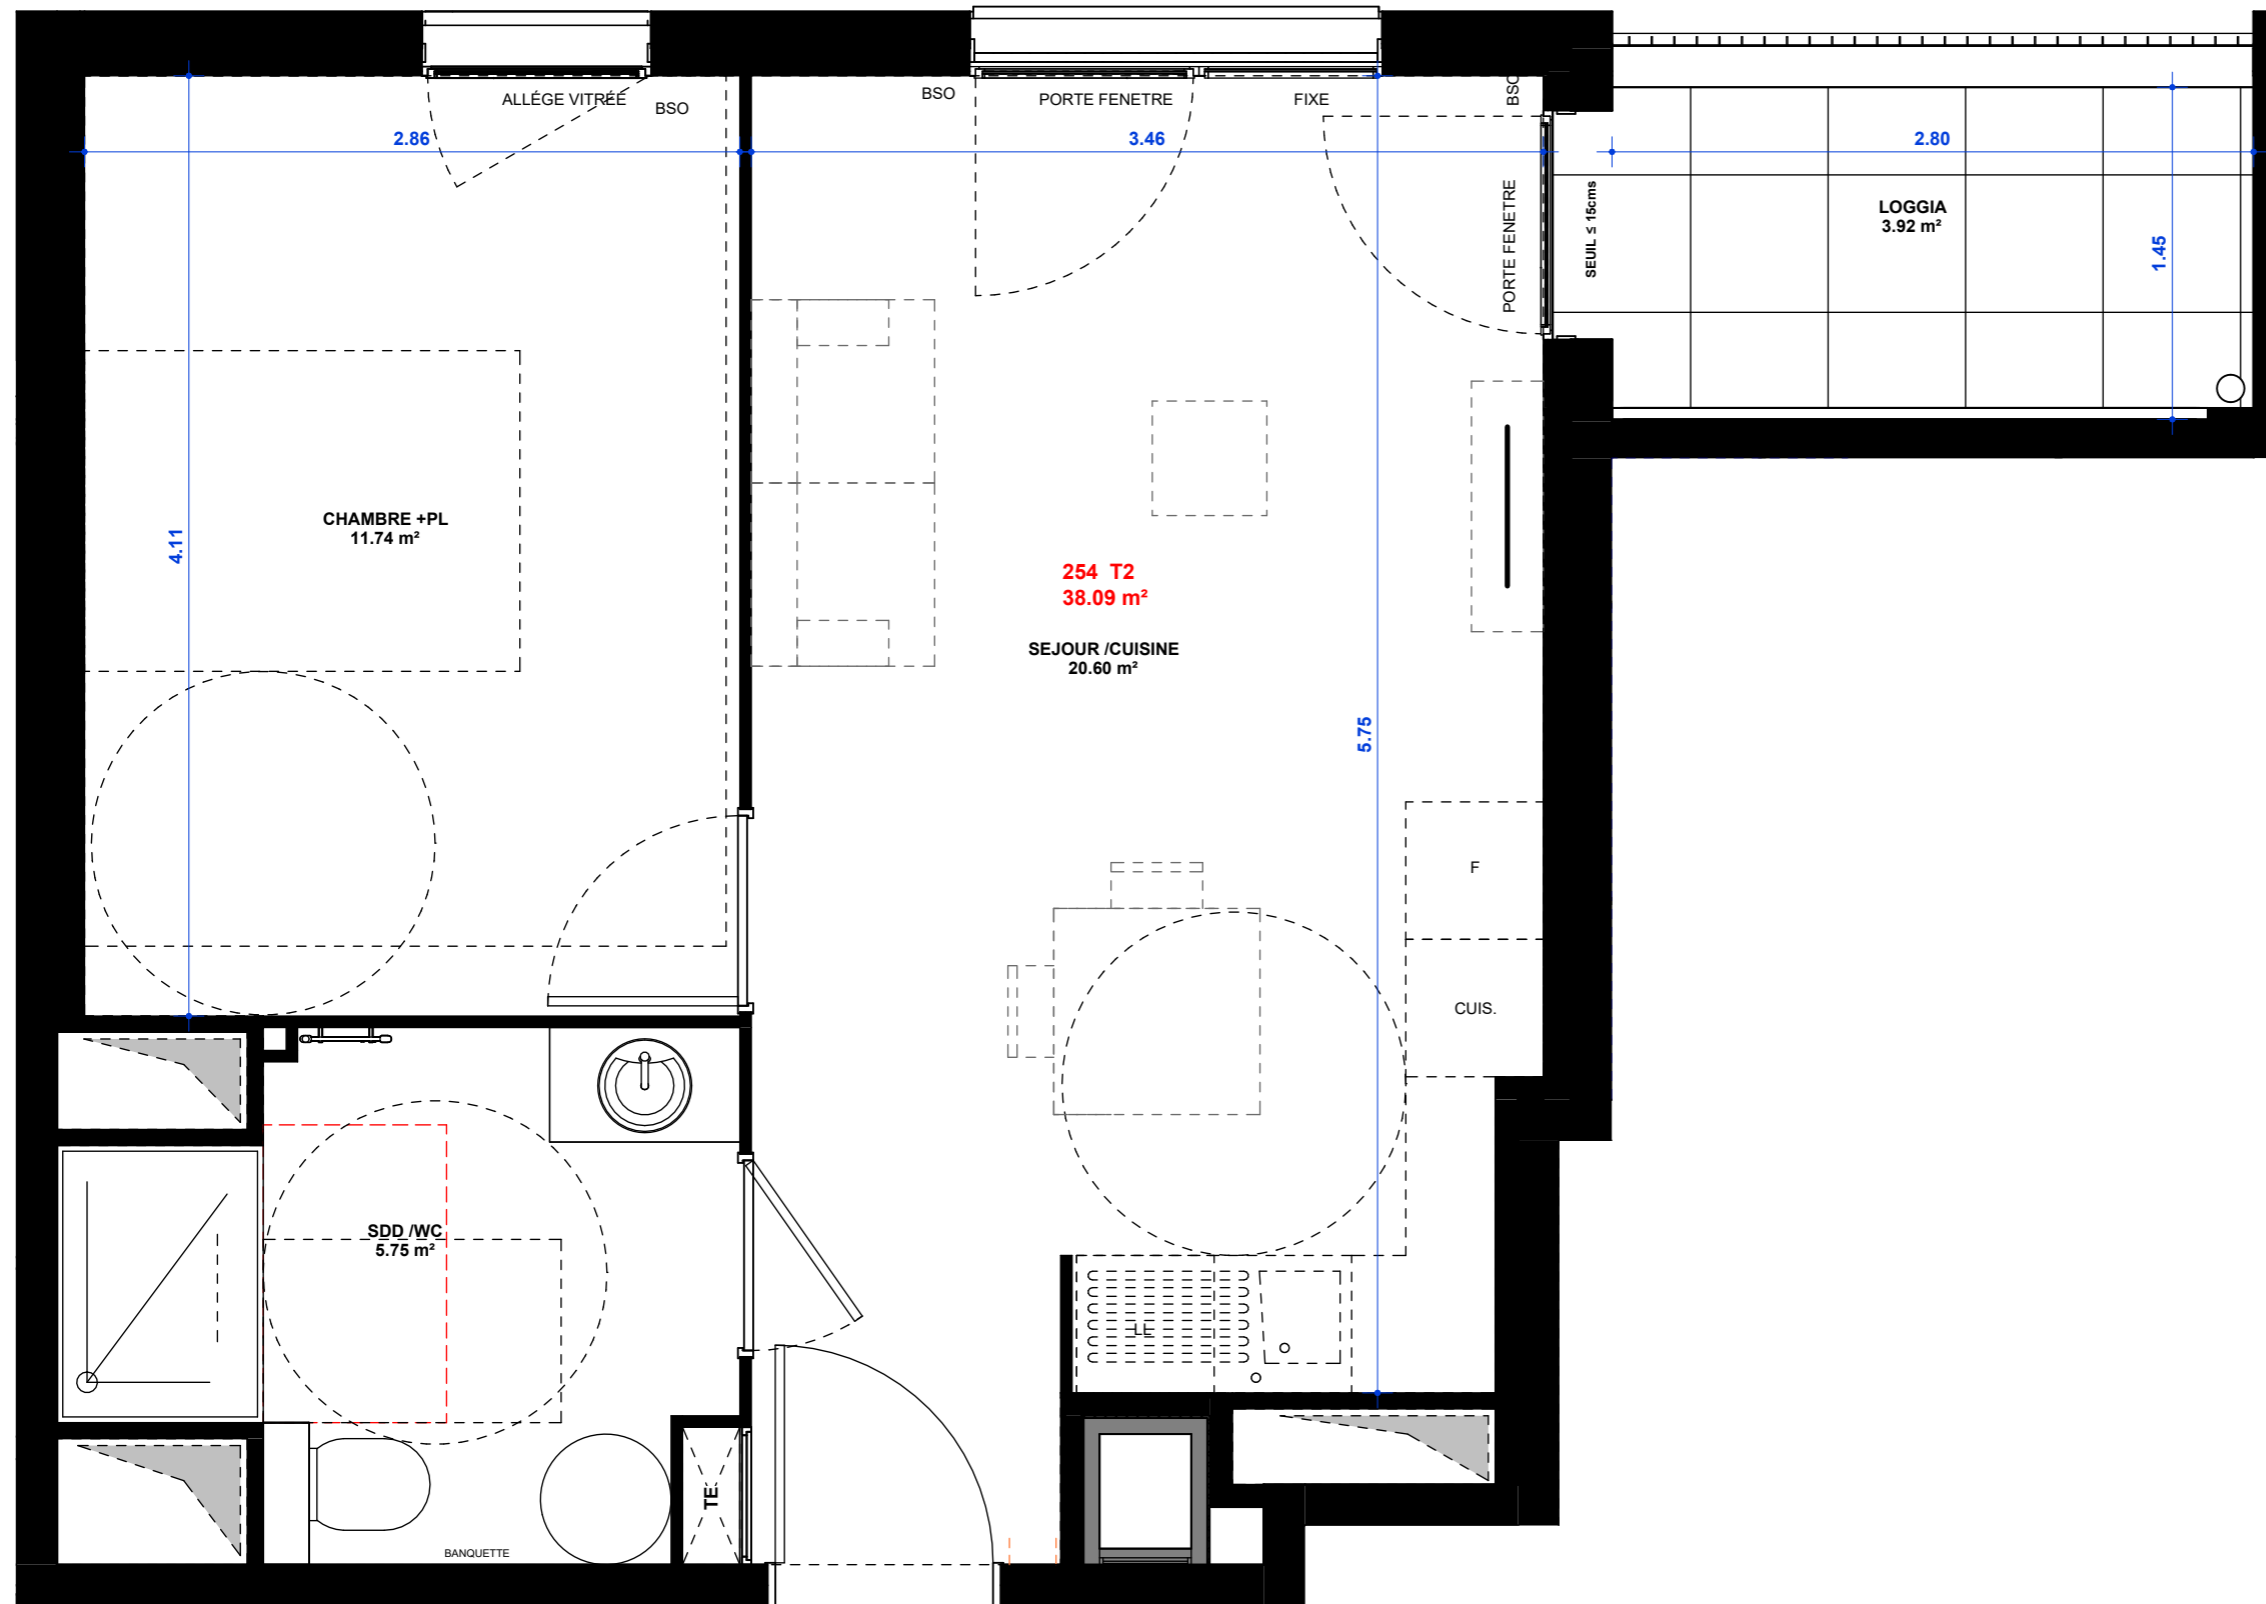 ALLÉGE VITRÉE
BSO
BSO
PORTE FENETRE
FIXE
BSO
2.86
3.46
2.80
PORTE FENETRE
SEUIL ≤ 15cms
LOGGIA
3.92 m²
1.45
CHAMBRE +PL
11.74 m²
4.11
254 T2
38.09 m²
SEJOUR /CUISINE
20.60 m²
5.75
F
CUIS.
SDD /WC
5.75 m²
LL
TE
BANQUETTE